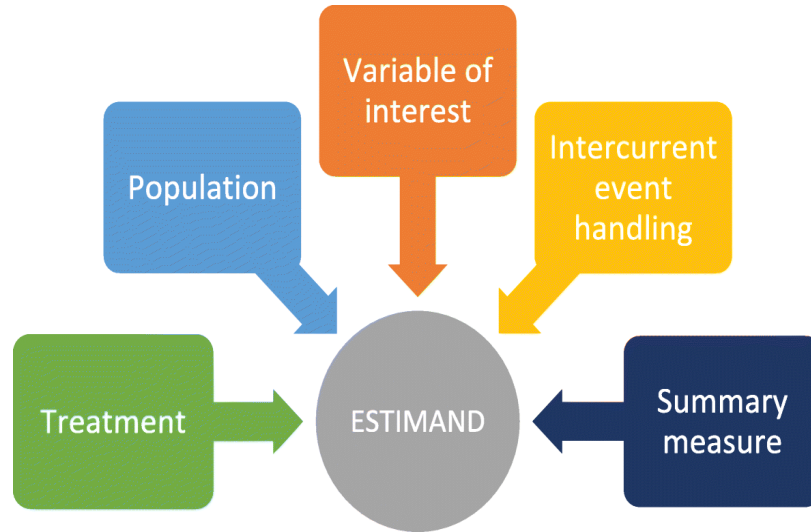 Variable of
interest
Population
Intercurrent
event
handling
Treatment
ESTIMAND
Summary
measure